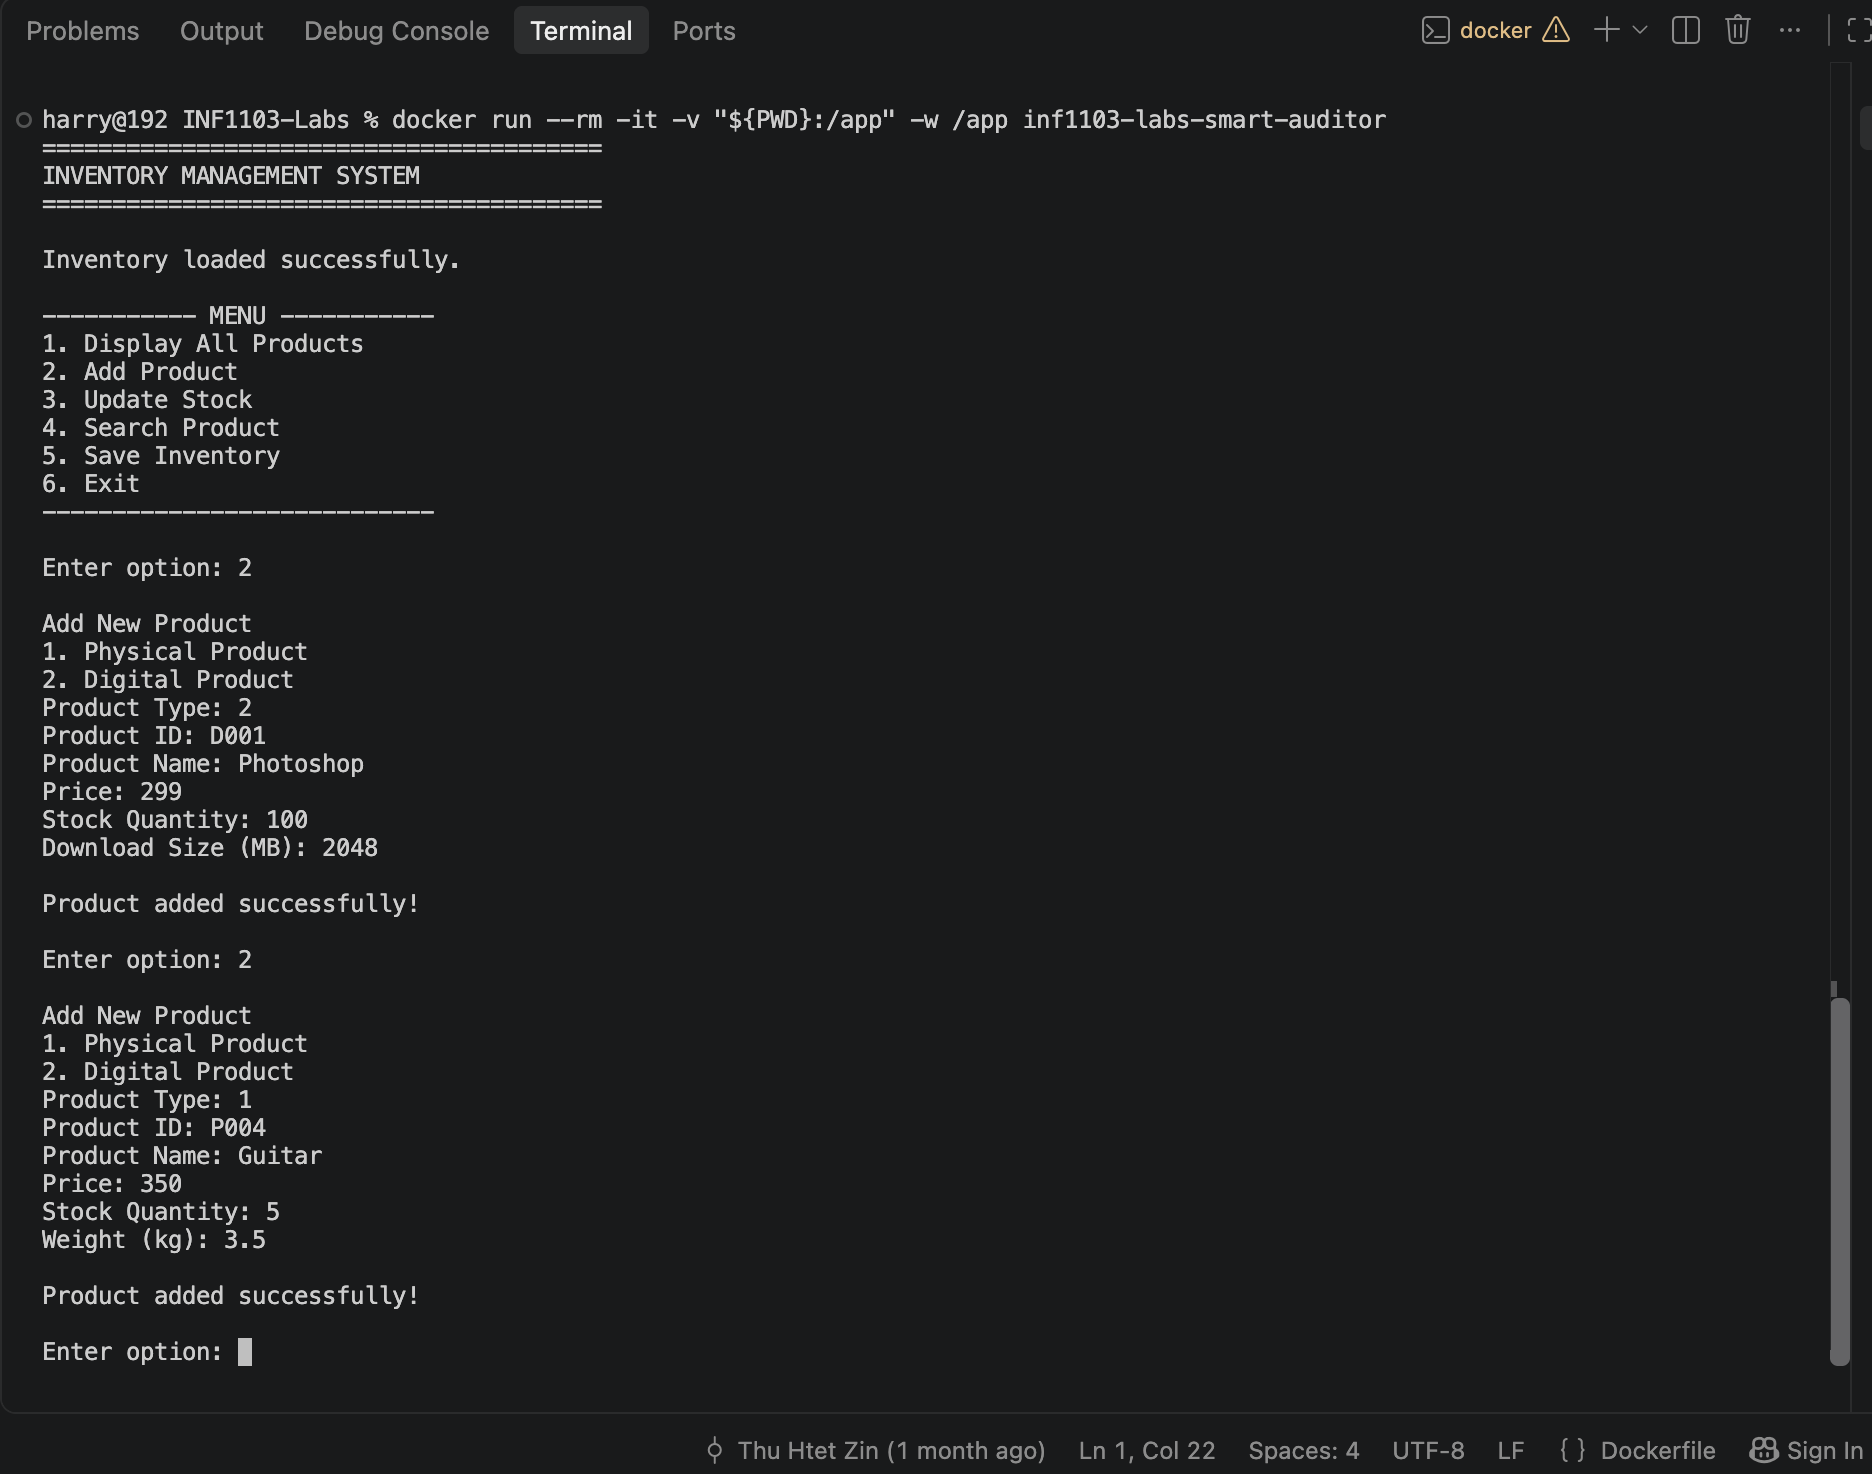 Problems Output Debug Console Terminal Ports docker
harry@192 INF1103-Labs % docker run --rm -it -v "${PWD}:/app" -w /app inf1103-labs-smart-auditor
========================================
INVENTORY MANAGEMENT SYSTEM
========================================
Inventory loaded successfully.
----------- MENU -----------
1. Display All Products
2. Add Product
3. Update Stock
4. Search Product
5. Save Inventory
6. Exit
----------------------------
Enter option: 2
Add New Product
1. Physical Product
2. Digital Product
Product Type: 2
Product ID: D001
Product Name: Photoshop
Price: 299
Stock Quantity: 100
Download Size (MB): 2048
Product added successfully!
Enter option: 2
Add New Product
1. Physical Product
2. Digital Product
Product Type: 1
Product ID: P004
Product Name: Guitar
Price: 350
Stock Quantity: 5
Weight (kg): 3.5
Product added successfully!
Enter option:
Thu Htet Zin (1 month ago) Ln 1, Col 22 Spaces: 4 UTF-8 LF {} Dockerfile Sign In